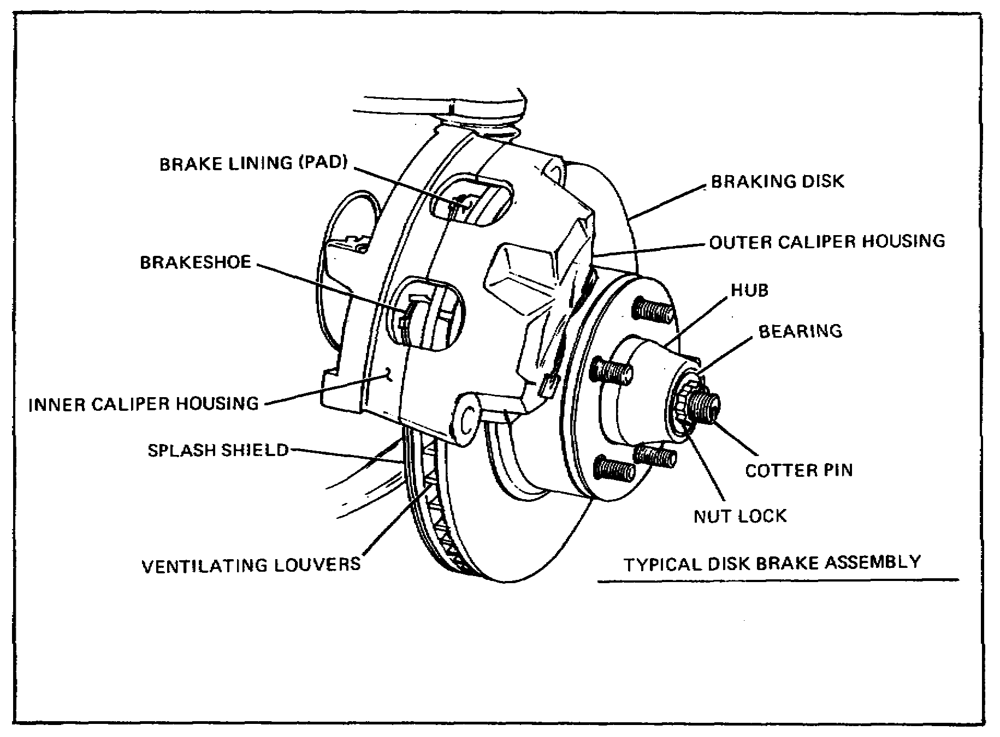 BRAKE LINING (PAD)
BRAKING DISK
OUTER CALIPER HOUSING
BRAKESHOE
HUB
BEARING
INNER CALIPER HOUSING
SPLASH SHIELD
COTTER PIN
NUT LOCK
VENTILATING LOUVERS
TYPICAL DISK BRAKE ASSEMBLY